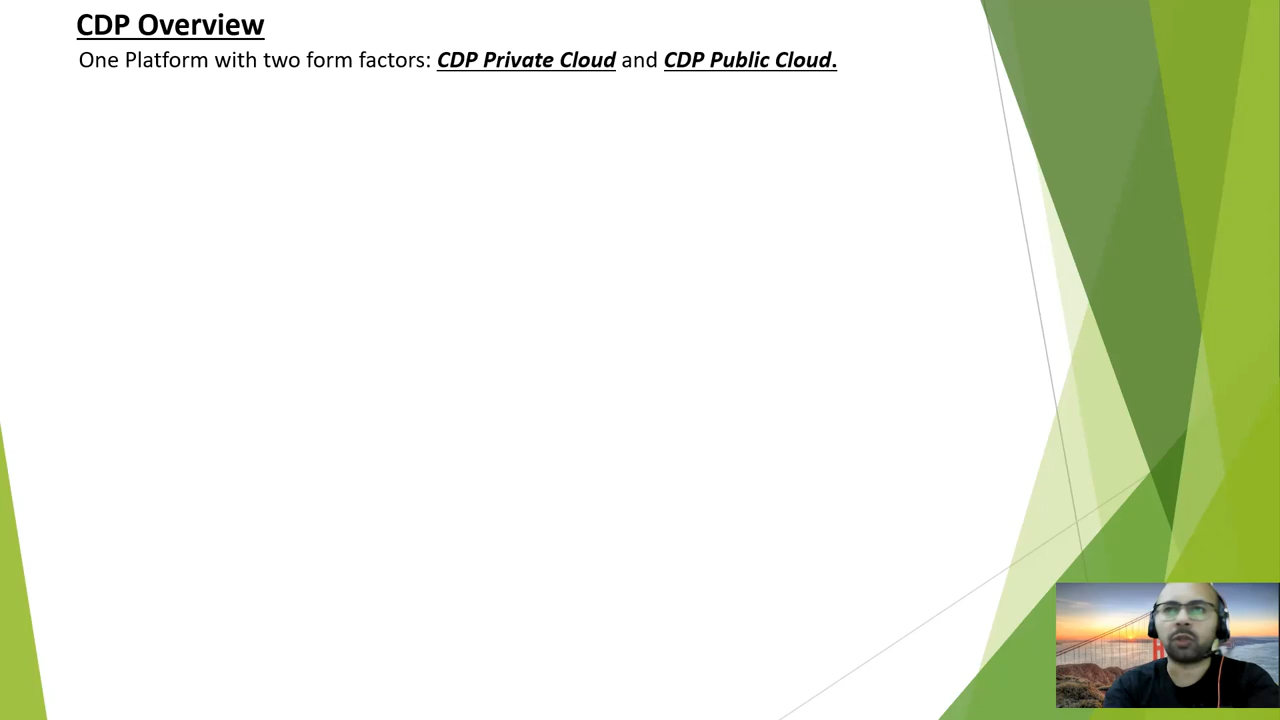 CDP Overview
One Platform with two form factors: CDP Private Cloud and CDP Public Cloud.